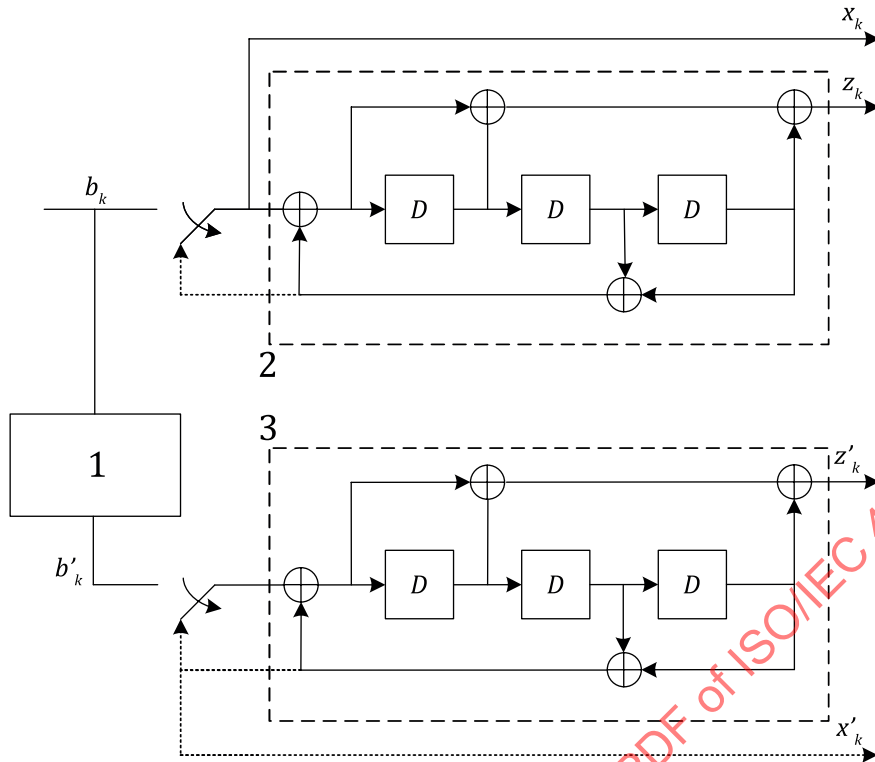 x_k
z_k
b_k
D D D
2
3
z'_k
1
b'_k
D D D
x'_k
PDF of ISO/IEC